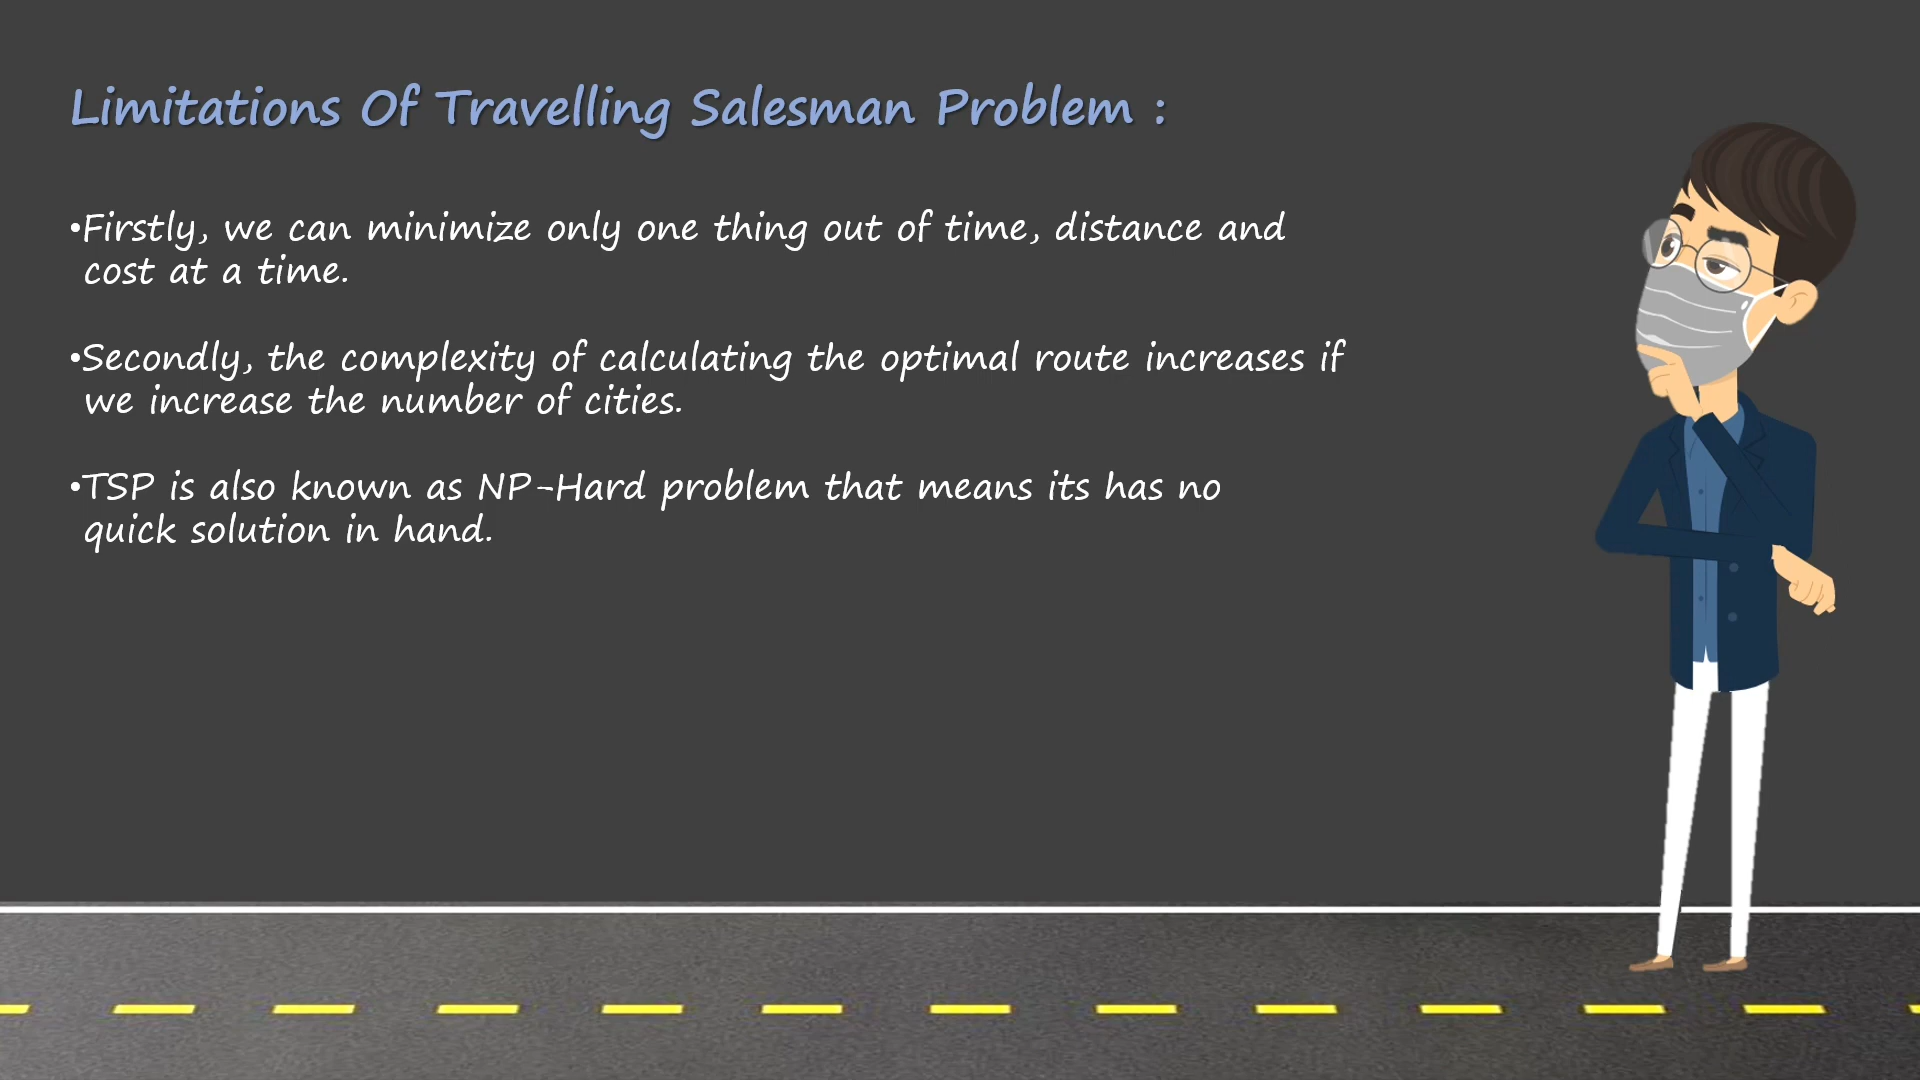 Limitations Of Travelling Salesman Problem :
•Firstly, we can minimize only one thing out of time, distance and
cost at a time.
•Secondly, the complexity of calculating the optimal route increases if
we increase the number of cities.
•TSP is also known as NP-Hard problem that means its has no
quick solution in hand.